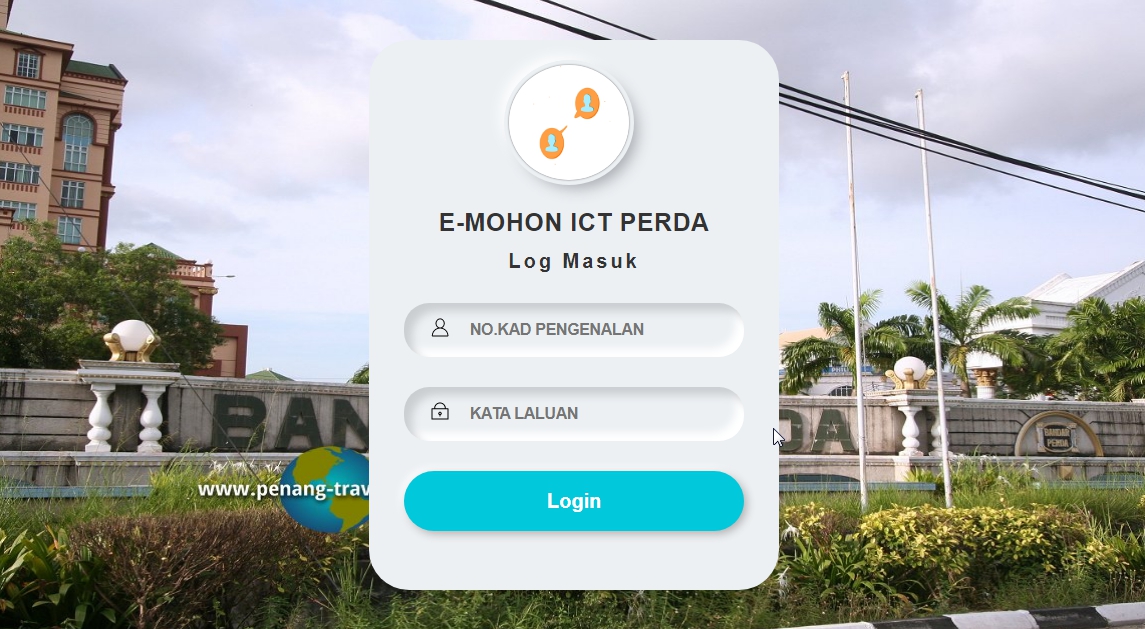 E-MOHON ICT PERDA
Log Masuk
NO.KAD PENGENALAN
KATA LALUAN
Login
BAN
DA
BANDAR
PERDA
www.penang-trav